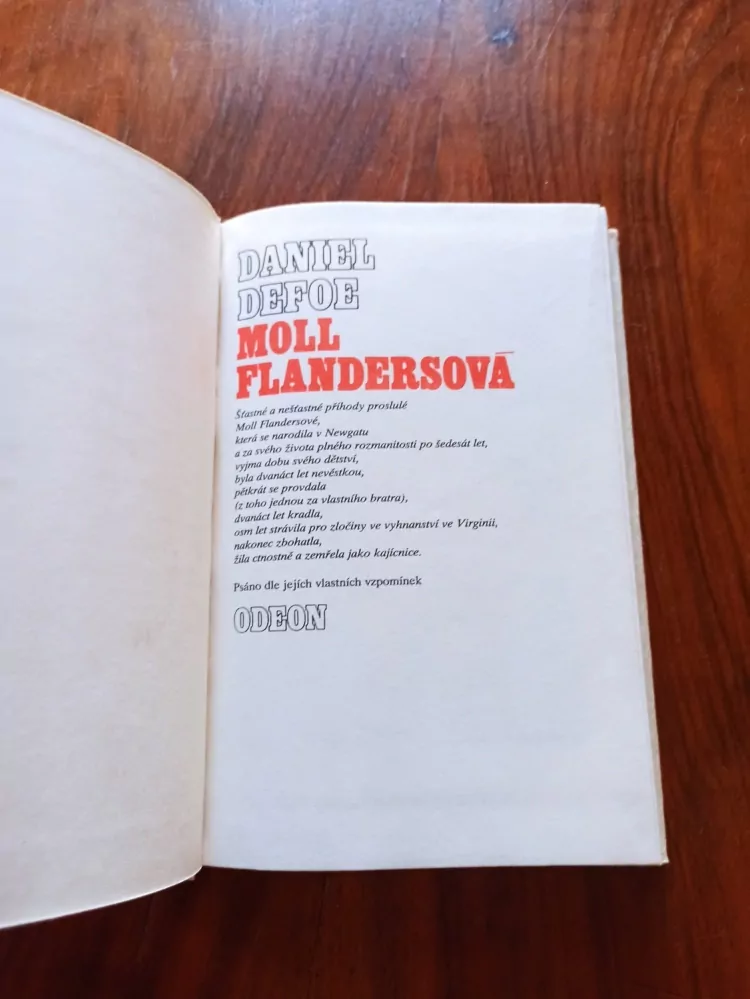 DANIEL
DEFOE
MOLL
FLANDERSOVÁ
Šťastné a nešťastné příhody proslulé
Moll Flandersové,
která se narodila v Newgatu
a za svého života plného rozmanitosti po šedesát let,
vyjma dobu svého dětství,
byla dvanáct let nevěstkou,
pětkrát se provdala
(z toho jednou za vlastního bratra),
dvanáct let kradla,
osm let strávila pro zločiny ve vyhnanství ve Virginii,
nakonec zbohatla,
žila ctnostně a zemřela jako kajícnice.
Psáno dle jejích vlastních vzpomínek
ODEON